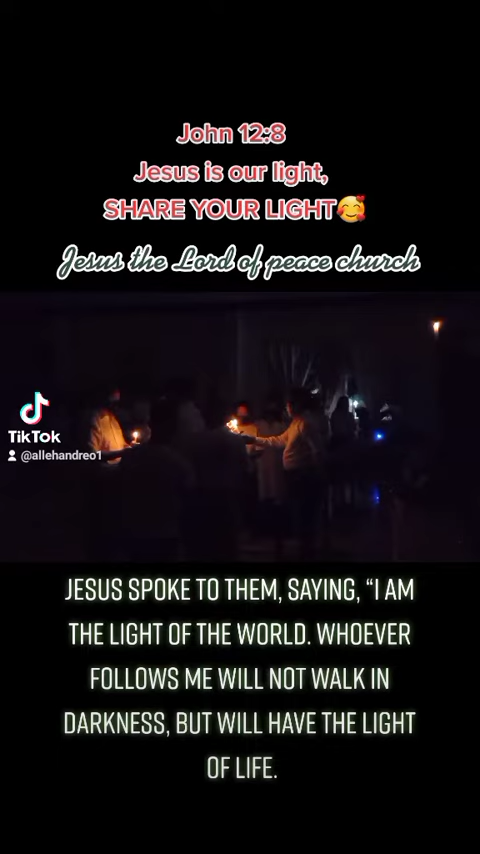 John 12:8
Jesus is our light,
SHARE YOUR LIGHT🥰
Jesus the Lord of peace church
TikTok
@allehandreo1
JESUS SPOKE TO THEM, SAYING, “I AM
THE LIGHT OF THE WORLD. WHOEVER
FOLLOWS ME WILL NOT WALK IN
DARKNESS, BUT WILL HAVE THE LIGHT
OF LIFE.